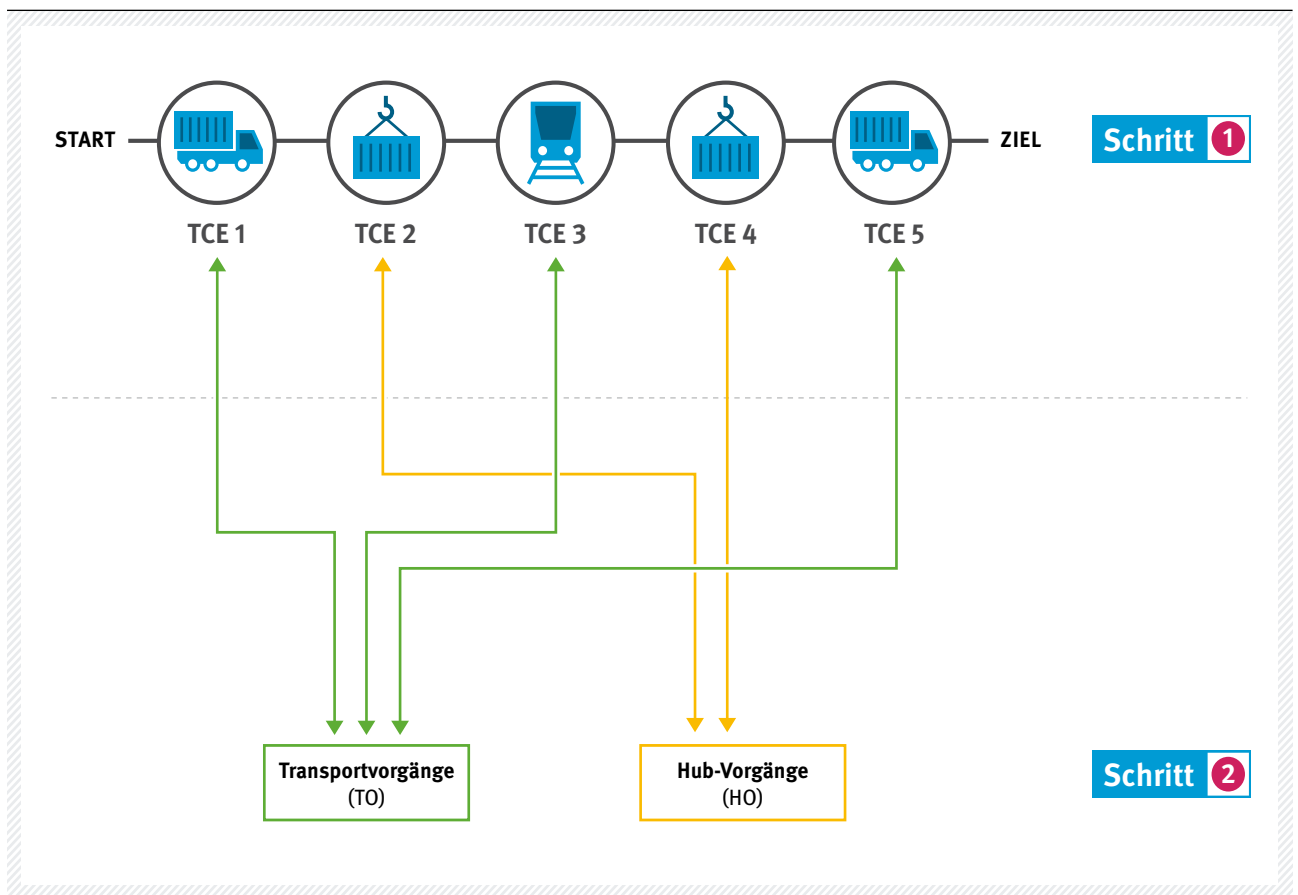 START
ZIEL
Schritt 1
TCE 1
TCE 2
TCE 3
TCE 4
TCE 5
Transportvorgänge
(TO)
Hub-Vorgänge
(HO)
Schritt 2